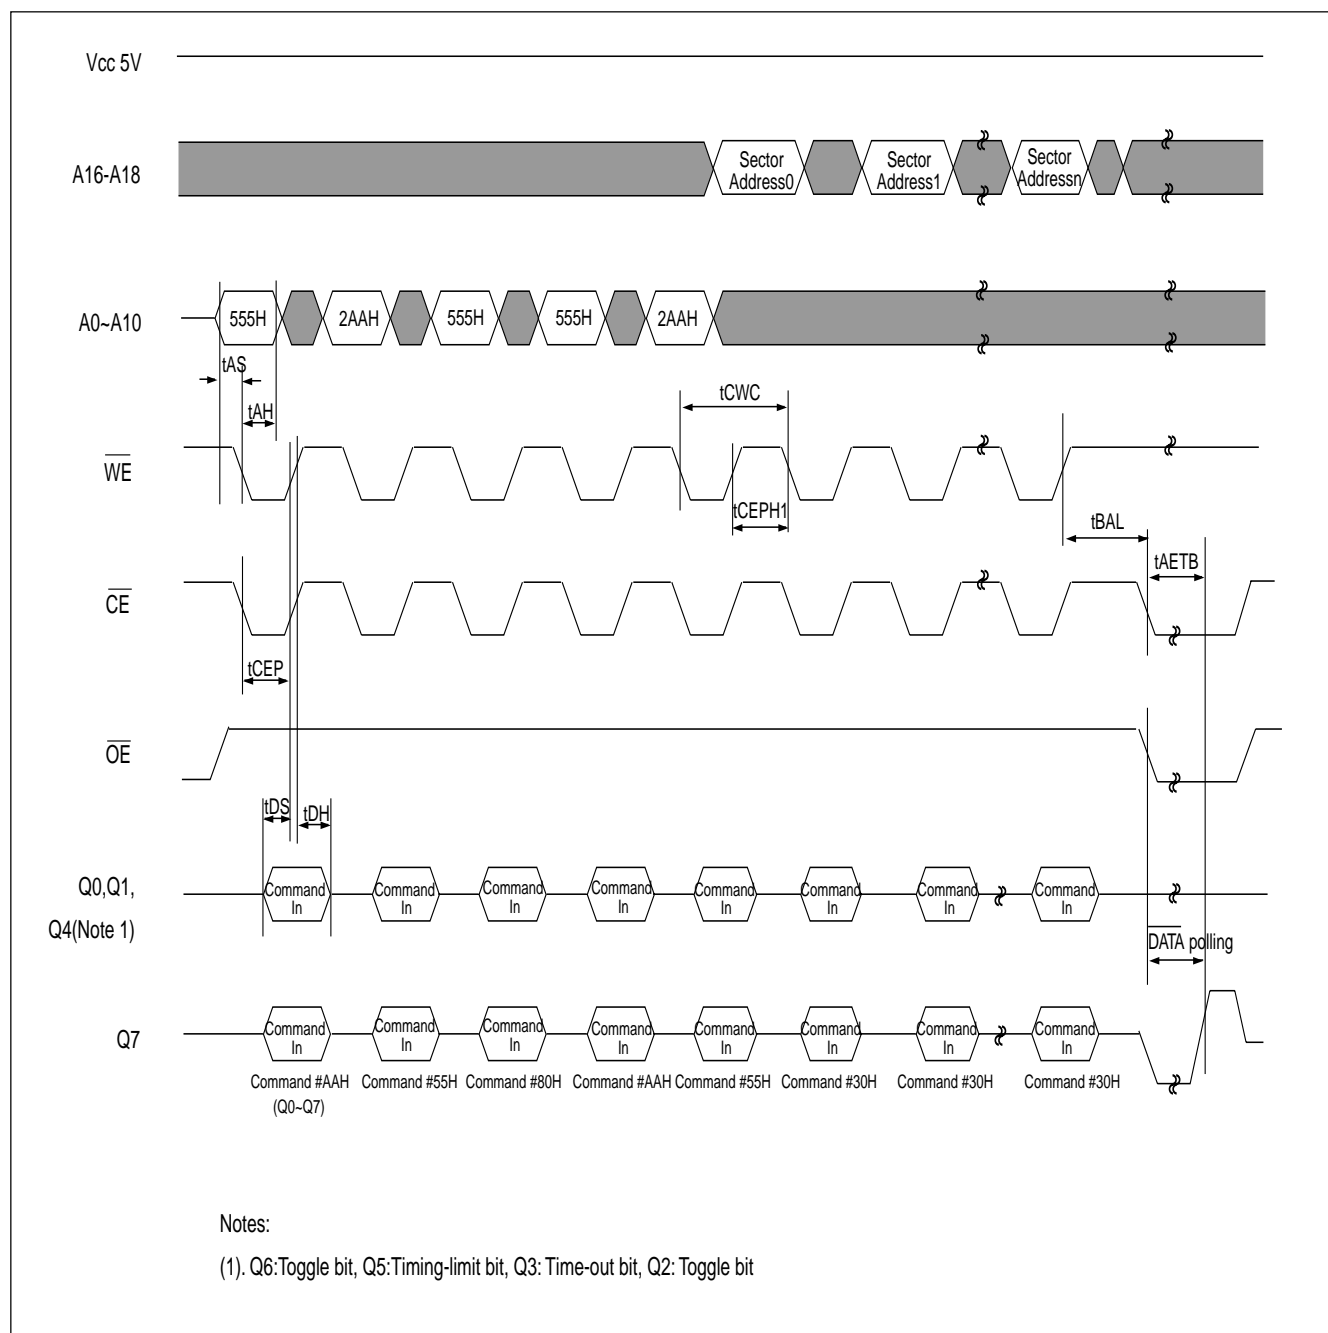 Vcc 5V
A16-A18
Sector
Address0
Sector
Address1
Sector
Addressn
A0~A10
555H
2AAH
555H
555H
2AAH
tAS
tAH
tCWC
WE
tCEPH1
tBAL
tAETB
CE
tCEP
OE
tDS
tDH
Q0,Q1,
Q4(Note 1)
Command
In
Command
In
Command
In
Command
In
Command
In
Command
In
Command
In
Command
In
DATA polling
Q7
Command
In
Command
In
Command
In
Command
In
Command
In
Command
In
Command
In
Command
In
Command #AAH
(Q0~Q7)
Command #55H
Command #80H
Command #AAH
Command #55H
Command #30H
Command #30H
Command #30H
Notes:
(1). Q6:Toggle bit, Q5:Timing-limit bit, Q3: Time-out bit, Q2: Toggle bit